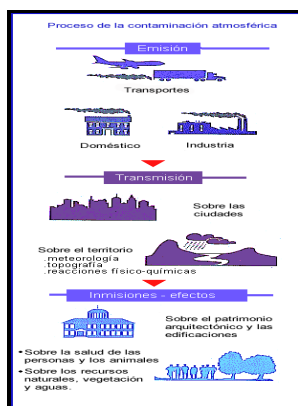 Proceso de la contaminación atmosférica
Emisión
Transportes
Doméstico
Industria
Transmisión
Sobre las
ciudades
Sobre el territorio
.meteorología
topografía
.reacciones físico-químicas
Inmisiones - efectos
Sobre el patrimonio
arquitectónico y las
edificaciones
•Sobre la salud de las
personas y los animales
•Sobre los recursos
naturales, vegetación
y aguas.